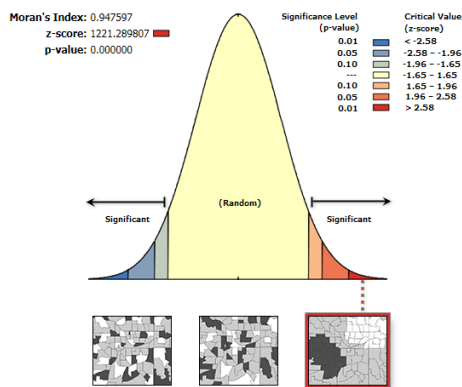 Moran's Index: 0.947597
z-score: 1221.289807
p-value: 0.000000
Significance Level Critical Value
(p-value) (z-score)
0.01 < -2.58
0.05 -2.58 – -1.96
0.10 -1.96 – -1.65
--- -1.65 – 1.65
0.10 1.65 – 1.96
0.05 1.96 – 2.58
0.01 > 2.58
(Random)
Significant Significant